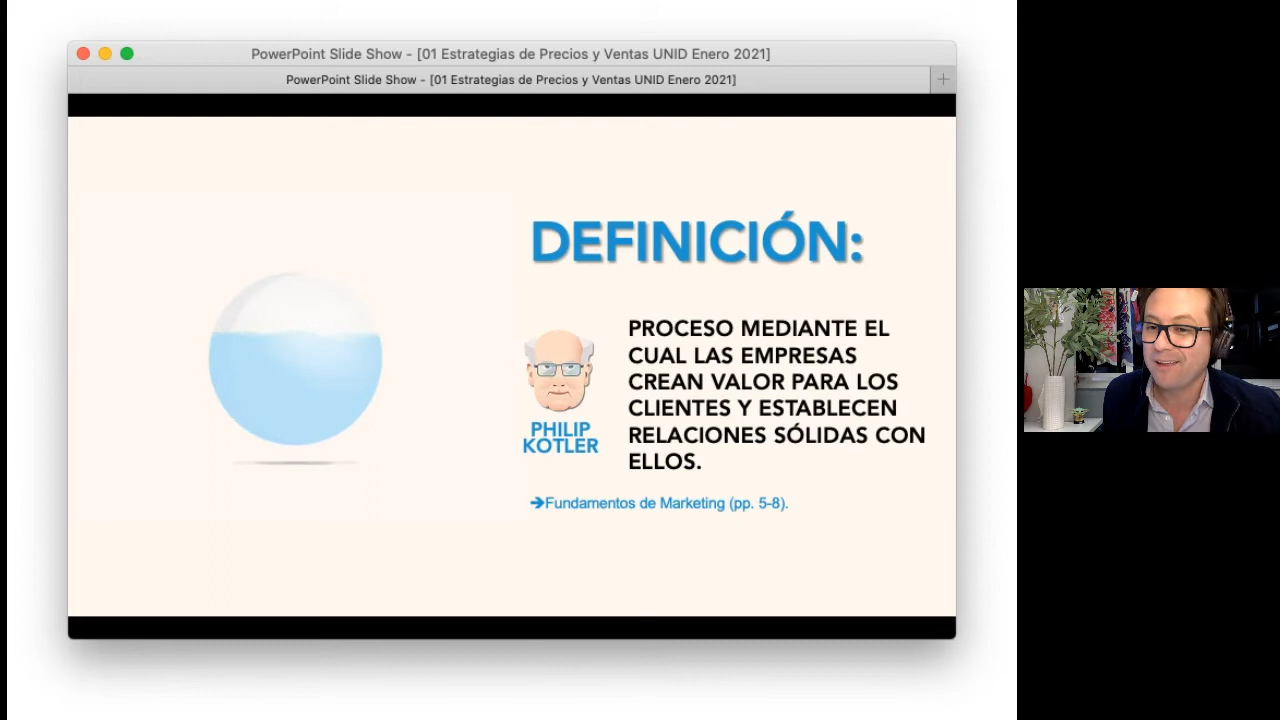 PowerPoint Slide Show - [01 Estrategias de Precios y Ventas UNID Enero 2021]
PowerPoint Slide Show - [01 Estrategias de Precios y Ventas UNID Enero 2021]
DEFINICIÓN:
PROCESO MEDIANTE EL
CUAL LAS EMPRESAS
CREAN VALOR PARA LOS
CLIENTES Y ESTABLECEN
RELACIONES SÓLIDAS CON
ELLOS.
PHILIP
KOTLER
➔Fundamentos de Marketing (pp. 5-8).